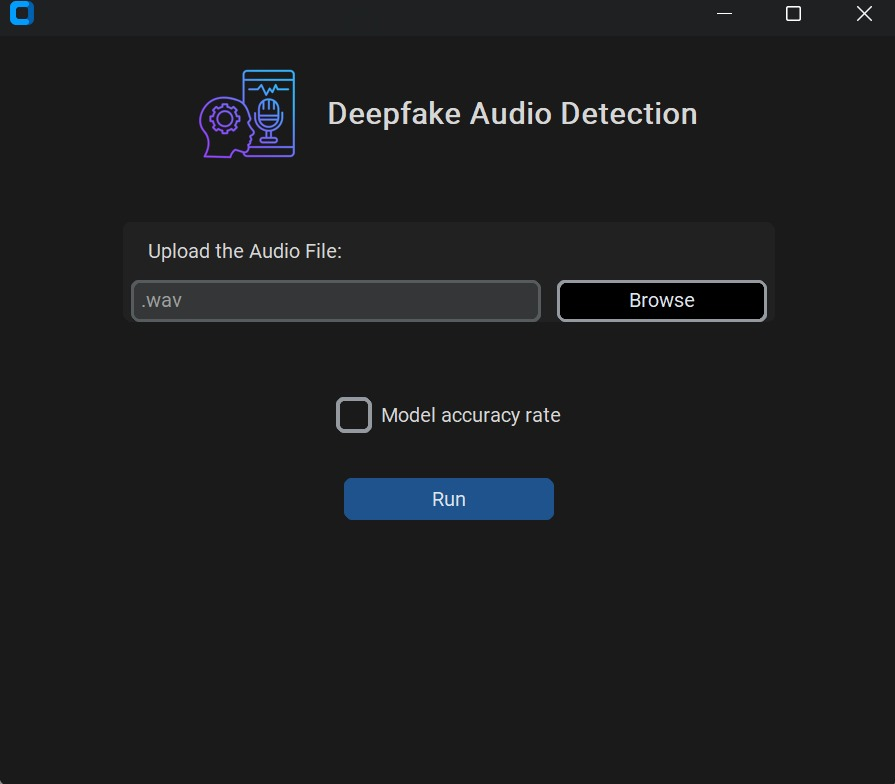 Deepfake Audio Detection
Upload the Audio File:
.wav
Browse
Model accuracy rate
Run